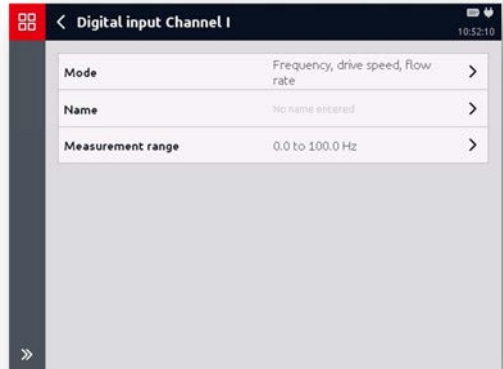 Digital input Channel I
10:52:10
Mode
Frequency, drive speed, flow
rate
Name
No name entered
Measurement range
0.0 to 100.0 Hz